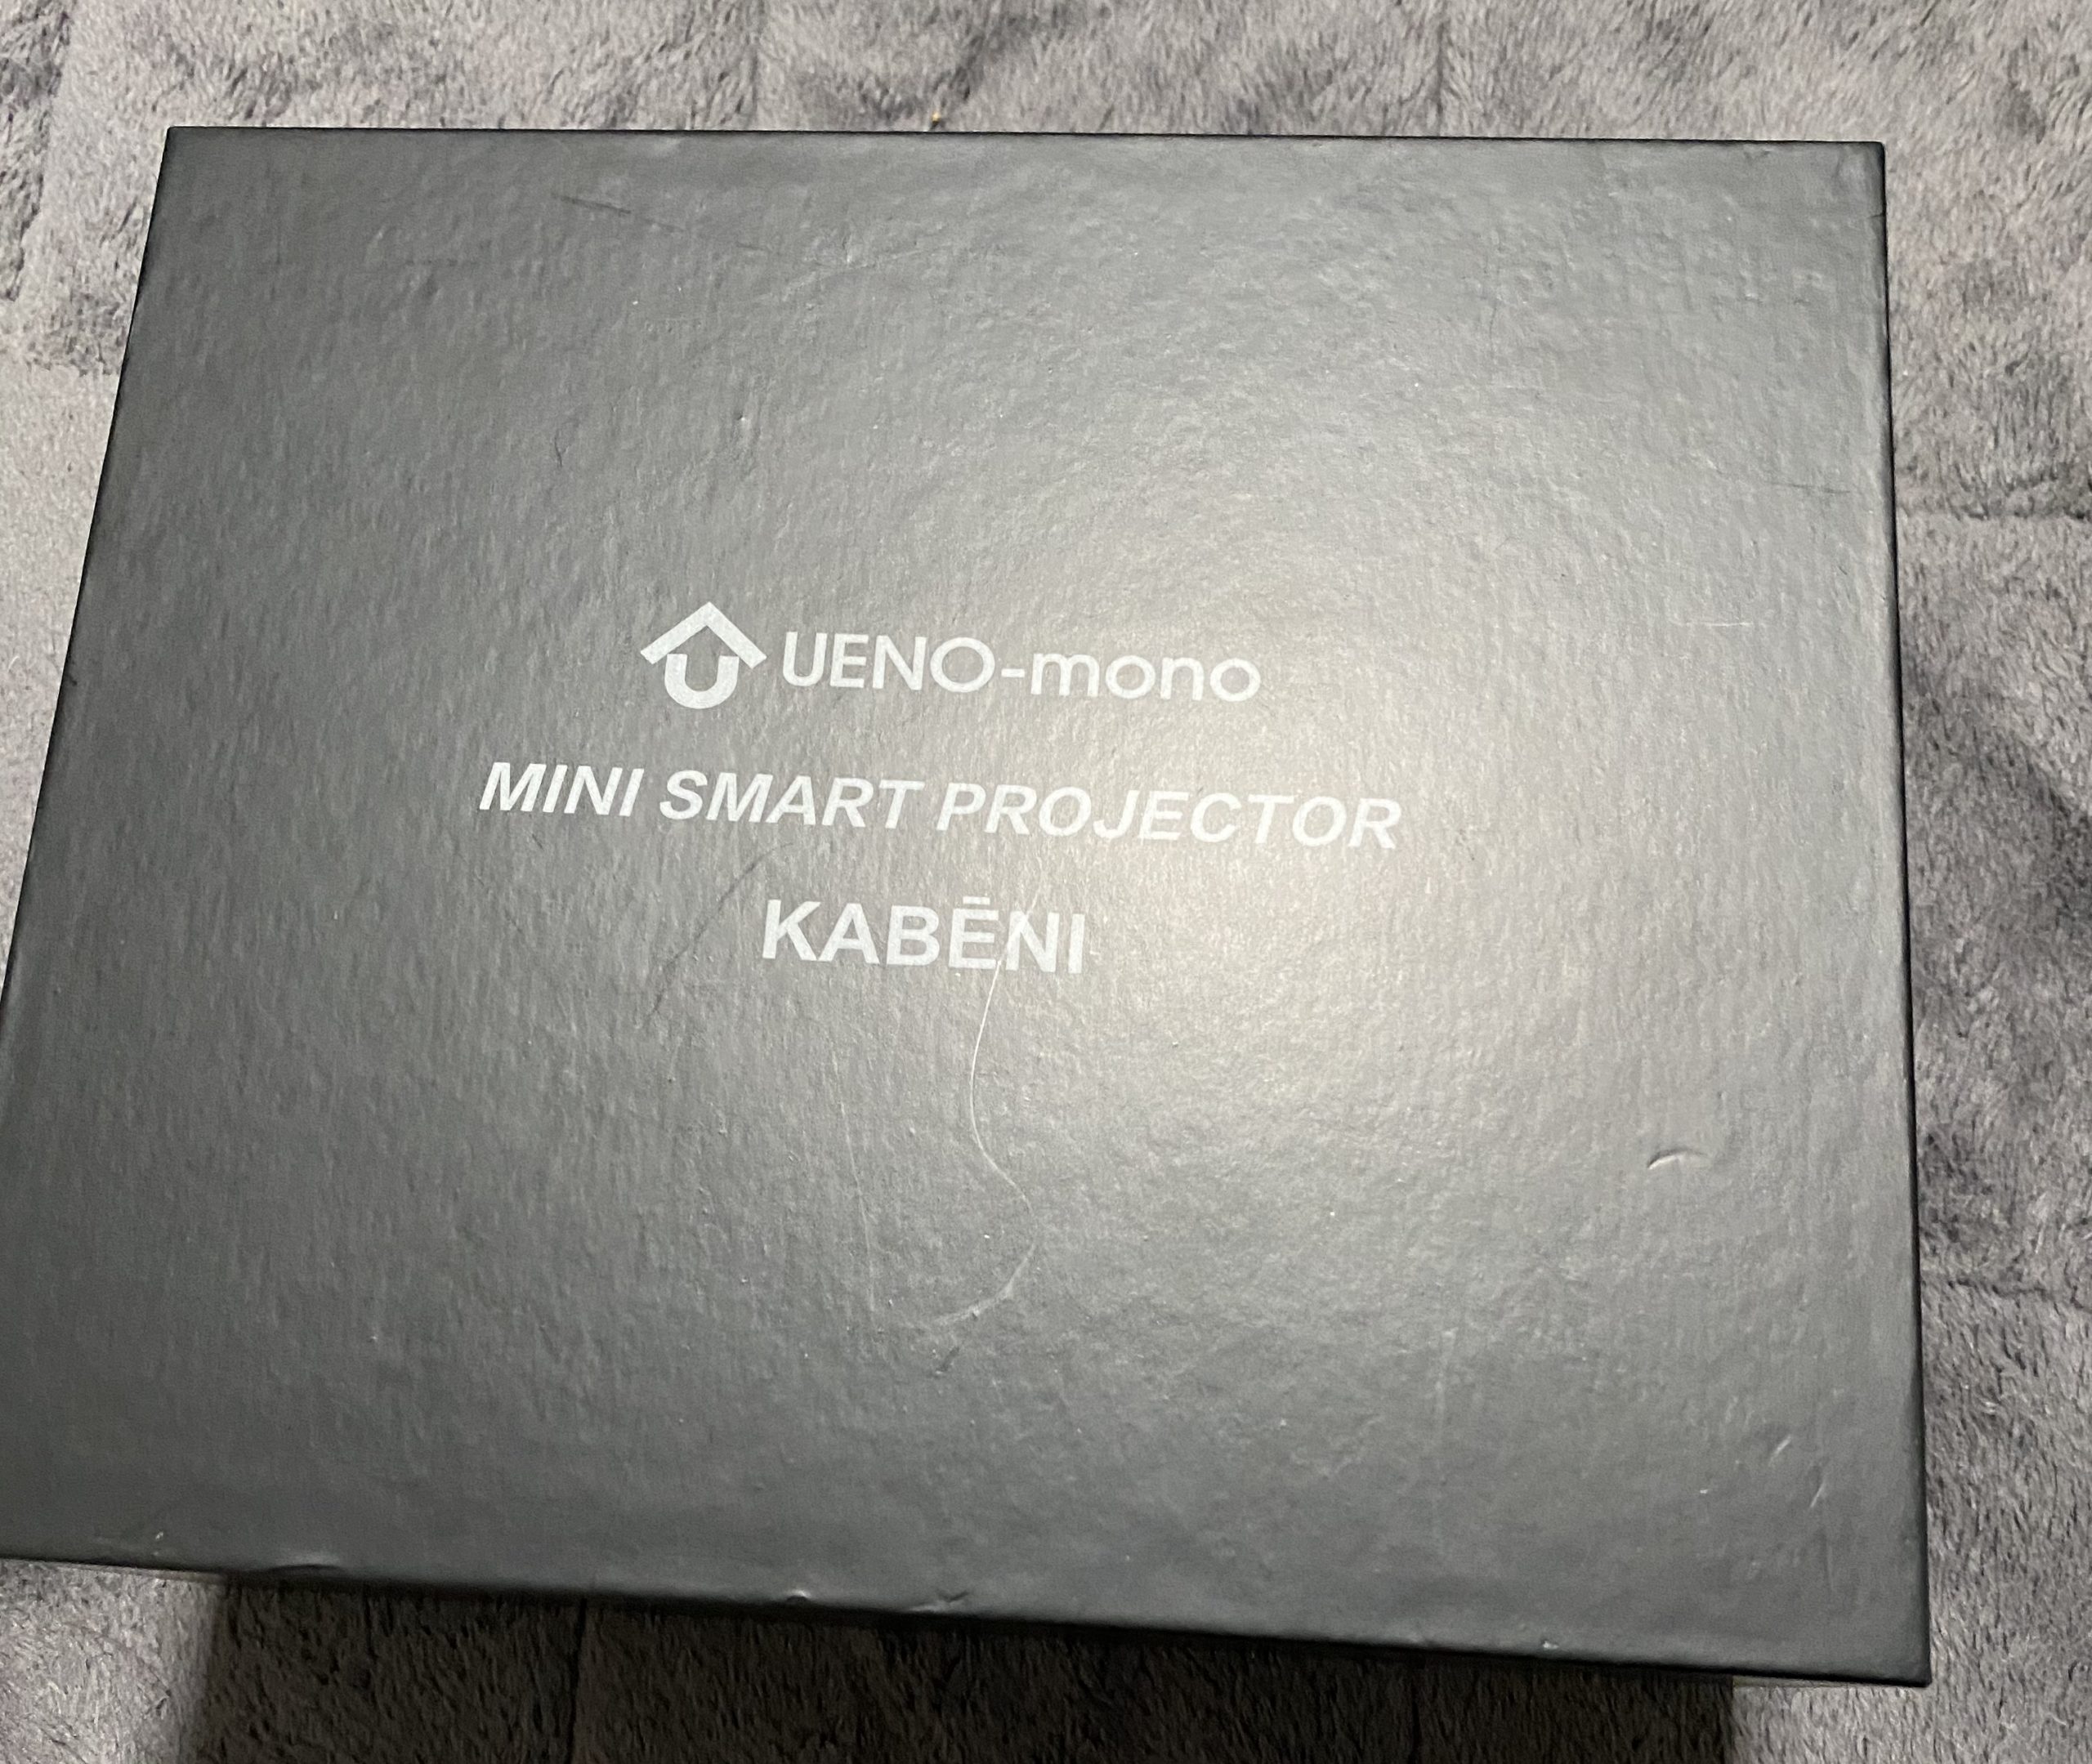 UENO-mono
MINI SMART PROJECTOR
KABĒNI